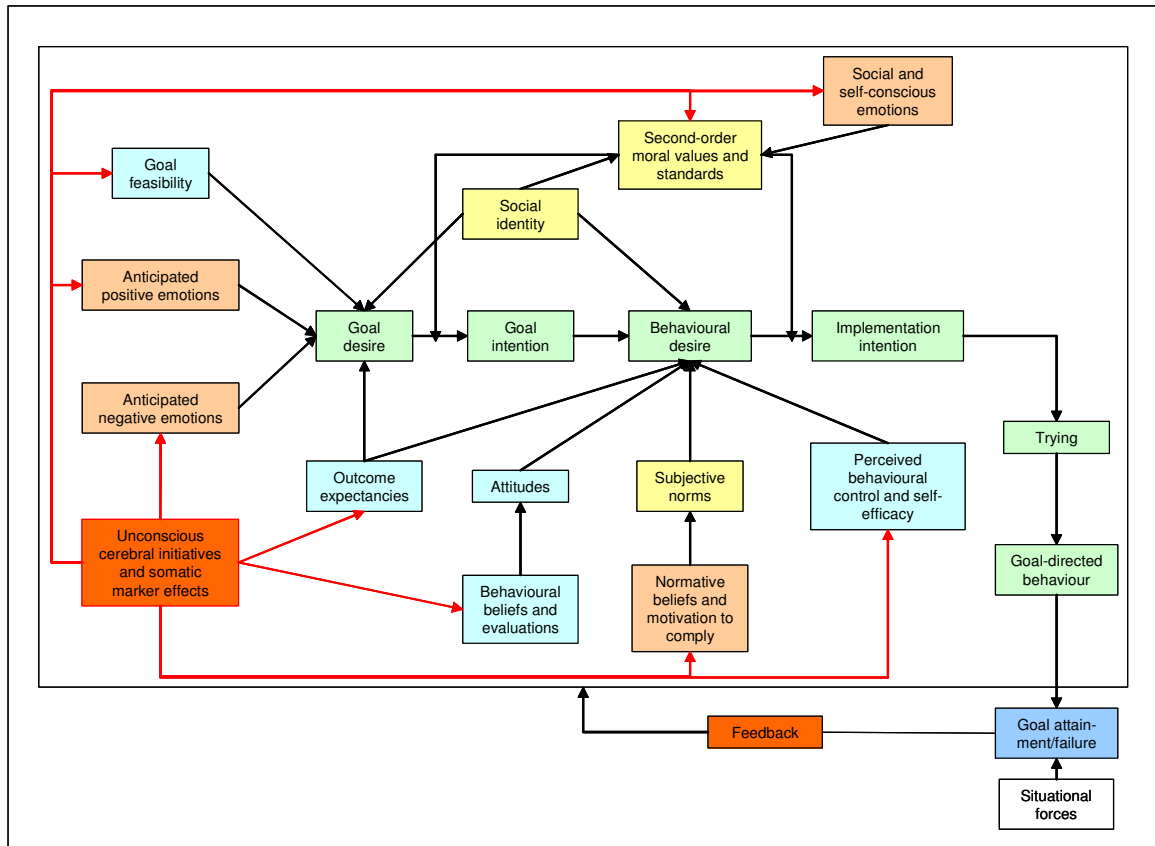 Social and
self-conscious
emotions
Second-order
moral values and
standards
Goal
feasibility
Social
identity
Anticipated
positive emotions
Goal
desire
Goal
intention
Behavioural
desire
Implementation
intention
Anticipated
negative emotions
Trying
Outcome
expectancies
Attitudes
Subjective
norms
Perceived
behavioural
control and self-
efficacy
Unconscious
cerebral initiatives
and somatic
marker effects
Behavioural
beliefs and
evaluations
Normative
beliefs and
motivation to
comply
Goal-directed
behaviour
Feedback
Goal attain-
ment/failure
Situational
forces